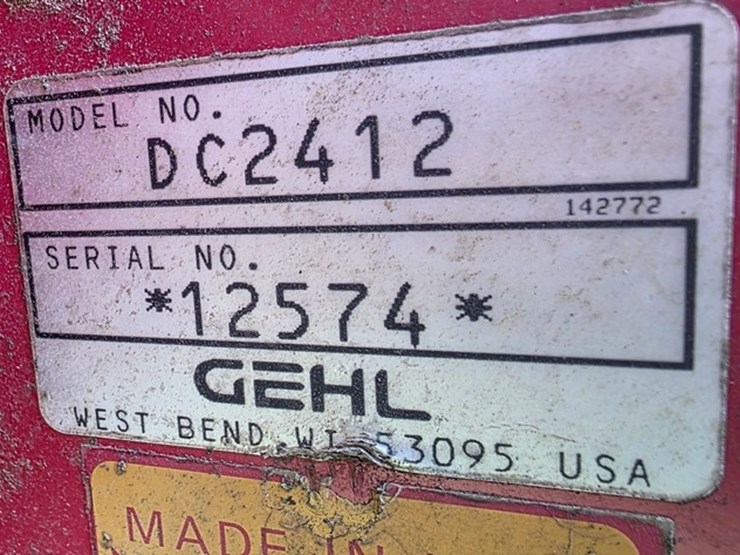 MODEL NO.
DC2412
142772
SERIAL NO.
*12574*
GEHL
WEST BEND, WI 53095 USA
MADE IN